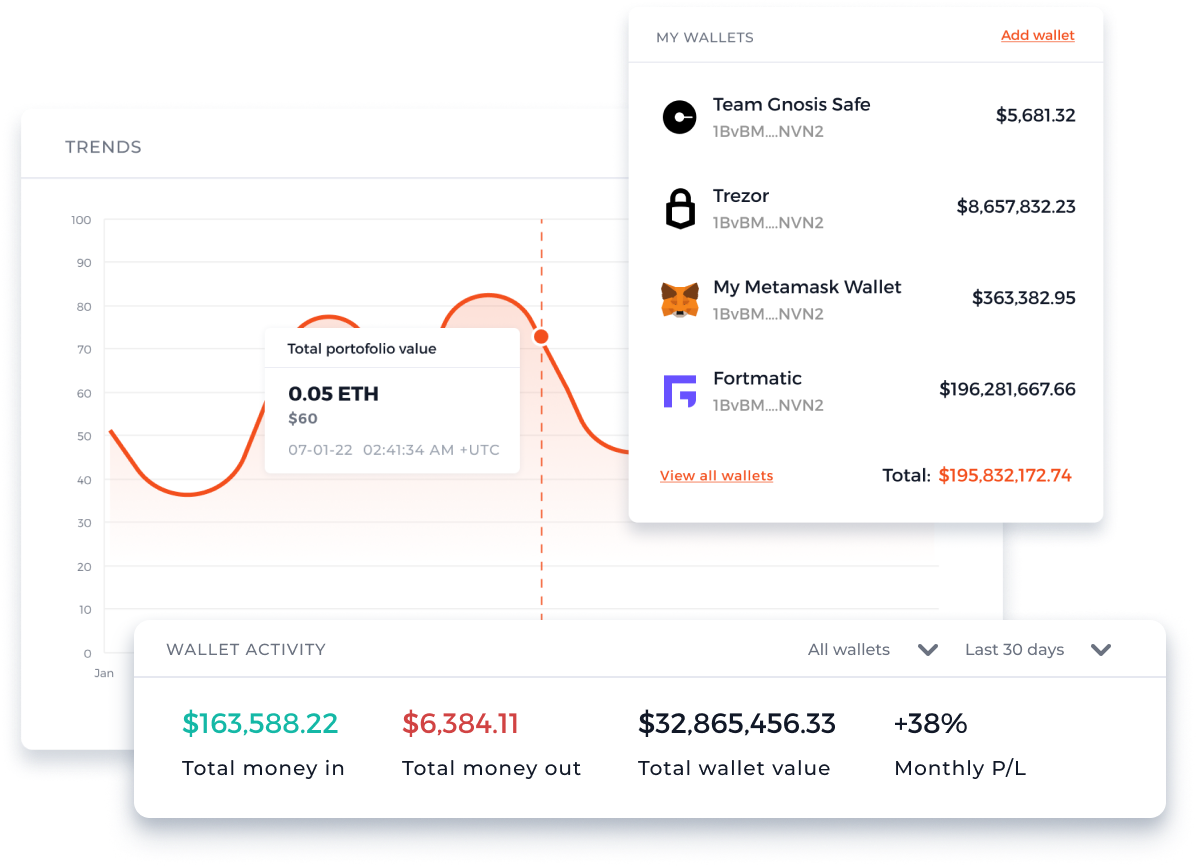 MY WALLETS Add wallet
Team Gnosis Safe $5,681.32
1BvBM....NVN2
Trezor $8,657,832.23
1BvBM....NVN2
My Metamask Wallet $363,382.95
1BvBM....NVN2
Fortmatic $196,281,667.66
1BvBM....NVN2
View all wallets Total: $195,832,172.74
TRENDS
100
90
80
70
60
50
40
30
20
10
0
Jan
Total portofolio value
0.05 ETH
$60
07-01-22 02:41:34 AM +UTC
WALLET ACTIVITY All wallets Last 30 days
$163,588.22 $6,384.11 $32,865,456.33 +38%
Total money in Total money out Total wallet value Monthly P/L